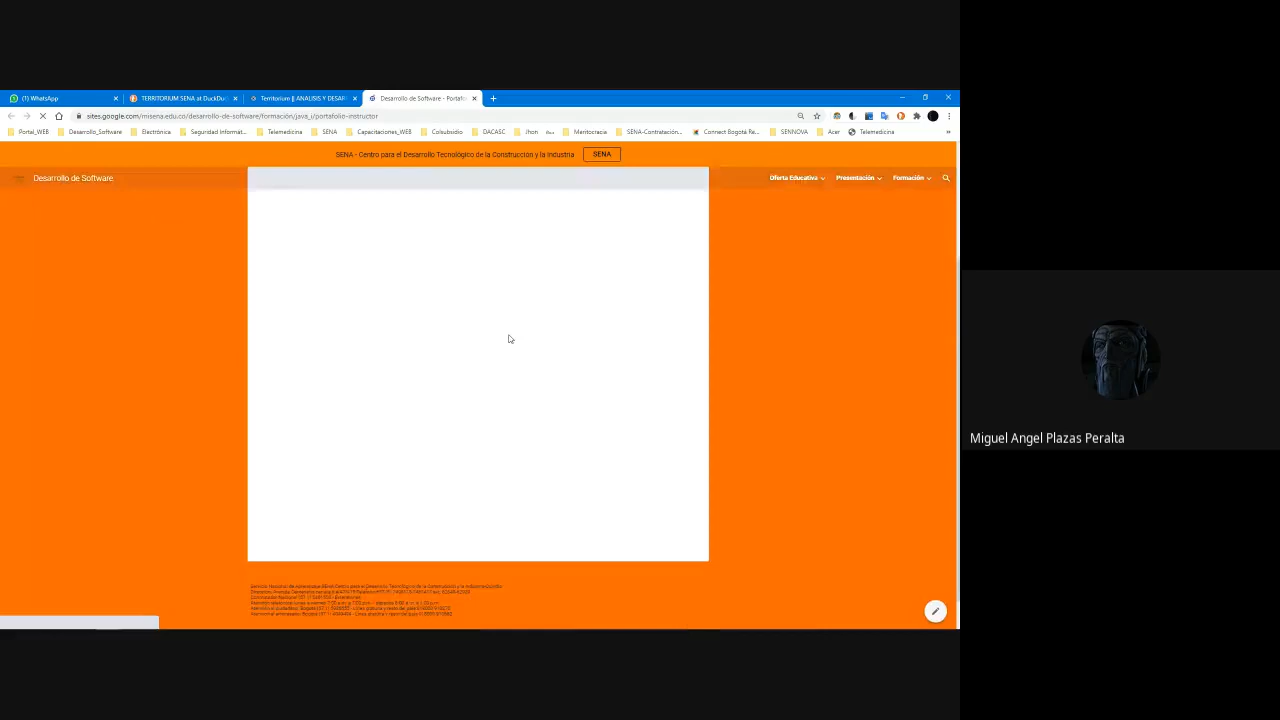 (1) WhatsApp
TERRITORIUM SENA at DuckDu
Territorium || ANALISIS Y DESAR
Desarrollo de Software - Portafo
sites.google.com/misena.edu.co/desarrollo-de-software/formación/java_i/portafolio-instructor
Portal_WEB
Desarrollo_Software
Electrónica
Seguridad Informat...
Telemedicina
SENA
Capacitaciones_WEB
Colsubsidio
DACASC
Jhon
Meritocracia
SENA-Contratación...
Connect Bogotá Re...
SENNOVA
Acer
Telemedicina
»
SENA - Centro para el Desarrollo Tecnológico de la Construcción y la Industria
SENA
Desarrollo de Software
Oferta Educativa
Presentación
Formación
Miguel Angel Plazas Peralta